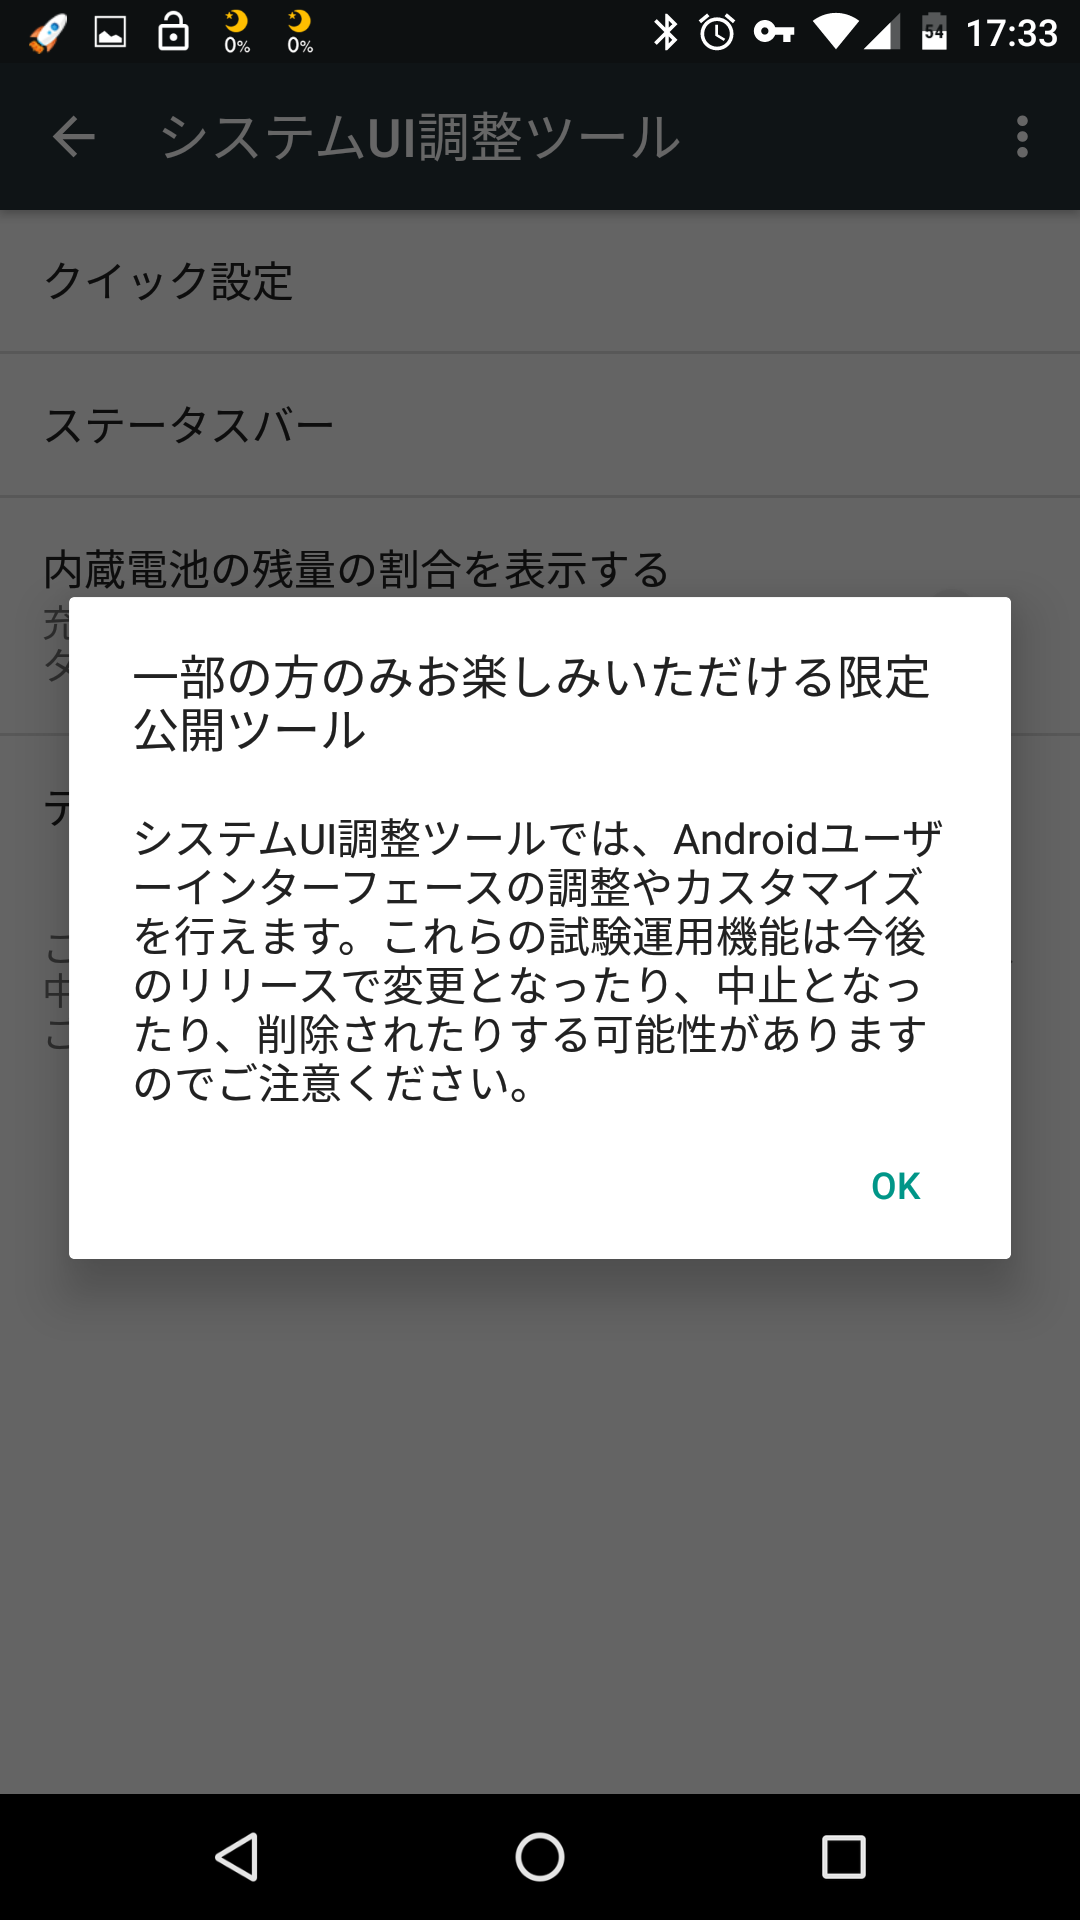 0%
0%
54
17:33
システムUI調整ツール
クイック設定
ステータスバー
内蔵電池の残量の割合を表示する
充
タ
一部の方のみお楽しみいただける限定
公開ツール
システムUI調整ツールでは、Androidユーザ
ーインターフェースの調整やカスタマイズ
を行えます。これらの試験運用機能は今後
のリリースで変更となったり、中止となっ
たり、削除されたりする可能性があります
のでご注意ください。
デ
こ
中
こ
OK